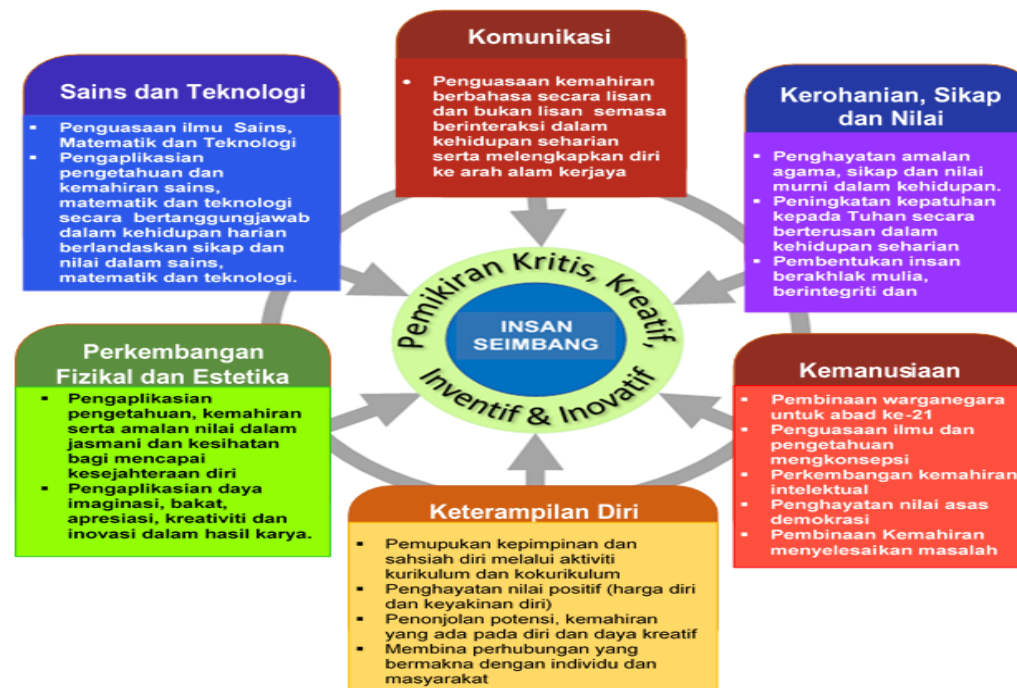 Komunikasi
• Penguasaan kemahiran
berbahasa secara lisan
dan bukan lisan semasa
berinteraksi dalam
kehidupan seharian
serta melengkapkan diri
ke arah alam kerjaya
Sains dan Teknologi
▪ Penguasaan ilmu Sains,
Matematik dan Teknologi
▪ Pengaplikasian
pengetahuan dan
kemahiran sains,
matematik dan teknologi
secara bertanggungjawab
dalam kehidupan harian
berlandaskan sikap dan
nilai dalam sains,
matematik dan teknologi.
Kerohanian, Sikap
dan Nilai
▪ Penghayatan amalan
agama, sikap dan nilai
murni dalam kehidupan.
▪ Peningkatan kepatuhan
kepada Tuhan secara
berterusan dalam
kehidupan seharian
▪ Pembentukan insan
berakhlak mulia,
berintegriti dan
Pemikiran Kritis, Kreatif,
Inventif & Inovatif
INSAN
SEIMBANG
Perkembangan
Fizikal dan Estetika
▪ Pengaplikasian
pengetahuan, kemahiran
serta amalan nilai dalam
jasmani dan kesihatan
bagi mencapai
kesejahteraan diri
▪ Pengaplikasian daya
imaginasi, bakat,
apresiasi, kreativiti dan
inovasi dalam hasil karya.
Kemanusiaan
▪ Pembinaan warganegara
untuk abad ke-21
▪ Penguasaan ilmu dan
pengetahuan
mengkonsepsi
▪ Perkembangan kemahiran
intelektual
▪ Penghayatan nilai asas
demokrasi
▪ Pembinaan Kemahiran
menyelesaikan masalah
Keterampilan Diri
▪ Pemupukan kepimpinan dan
sahsiah diri melalui aktiviti
kurikulum dan kokurikulum
▪ Penghayatan nilai positif (harga diri
dan keyakinan diri)
▪ Penonjolan potensi, kemahiran
yang ada pada diri dan daya kreatif
▪ Membina perhubungan yang
bermakna dengan individu dan
masyarakat